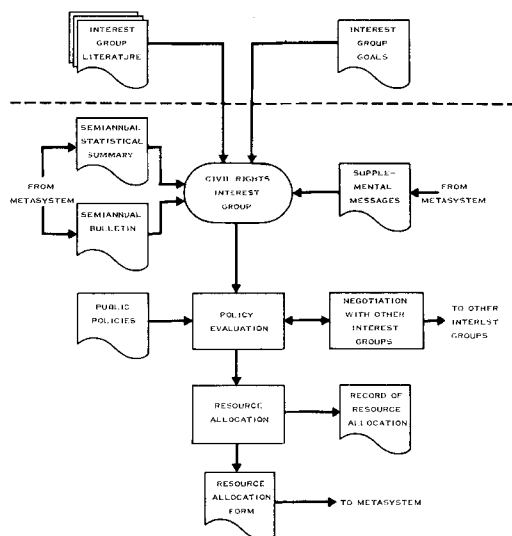 INTEREST
GROUP
LITERATURE
INTEREST
GROUP
GOALS
SEMIANNUAL
STATISTICAL
SUMMARY
FROM
METASYSTEM
SEMIANNUAL
BULLETIN
CIVIL RIGHTS
INTEREST
GROUP
SUPPLE-
MENTAL
MESSAGES
FROM
METASYSTEM
PUBLIC
POLICIES
POLICY
EVALUATION
NEGOTIATION
WITH OTHER
INTEREST
GROUPS
TO OTHER
INTEREST
GROUPS
RESOURCE
ALLOCATION
RECORD OF
RESOURCE
ALLOCATION
RESOURCE
ALLOCATION
FORM
TO METASYSTEM